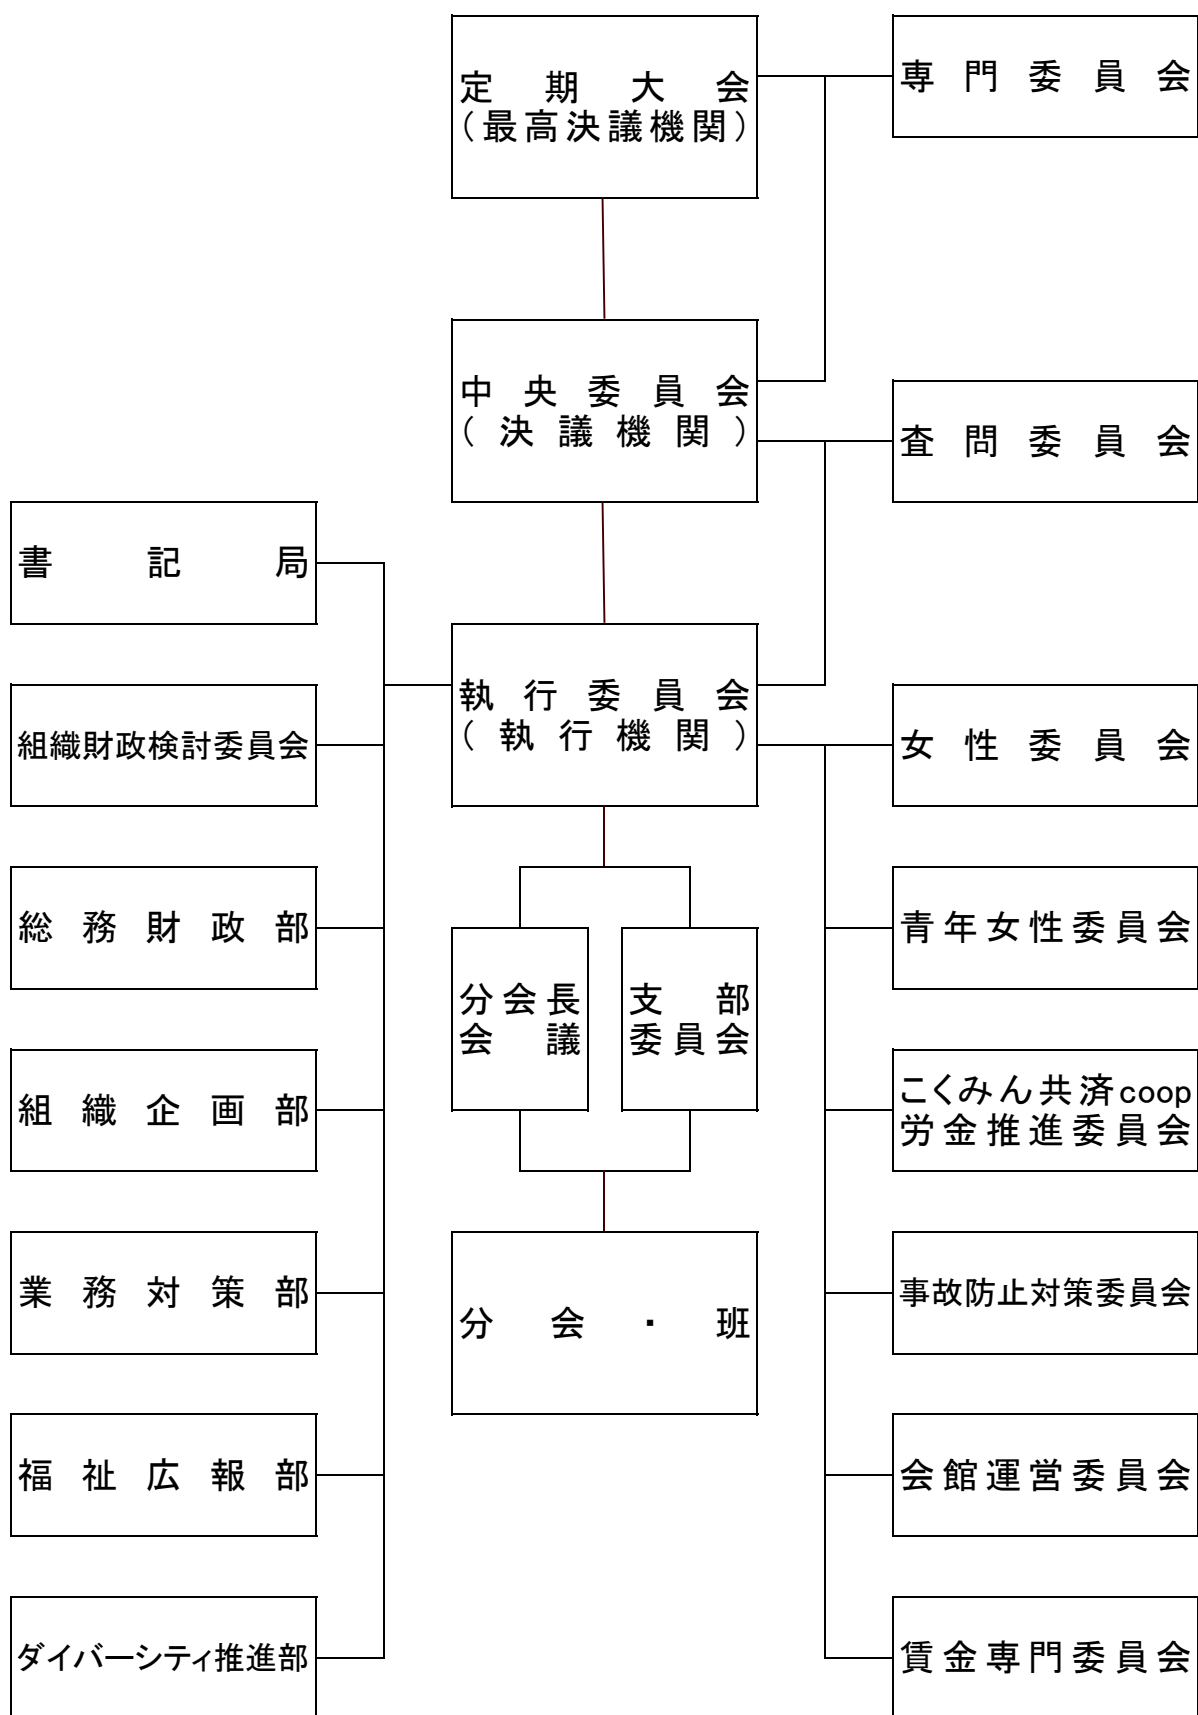 定期大会
（最高決議機関）
専門委員会
中央委員会
（決議機関）
査問委員会
書記局
執行委員会
（執行機関）
組織財政検討委員会
女性委員会
総務財政部
分会長
会議
支部
委員会
青年女性委員会
組織企画部
こくみん共済coop
労金推進委員会
業務対策部
分会・班
事故防止対策委員会
福祉広報部
会館運営委員会
ダイバーシティ推進部
賃金専門委員会